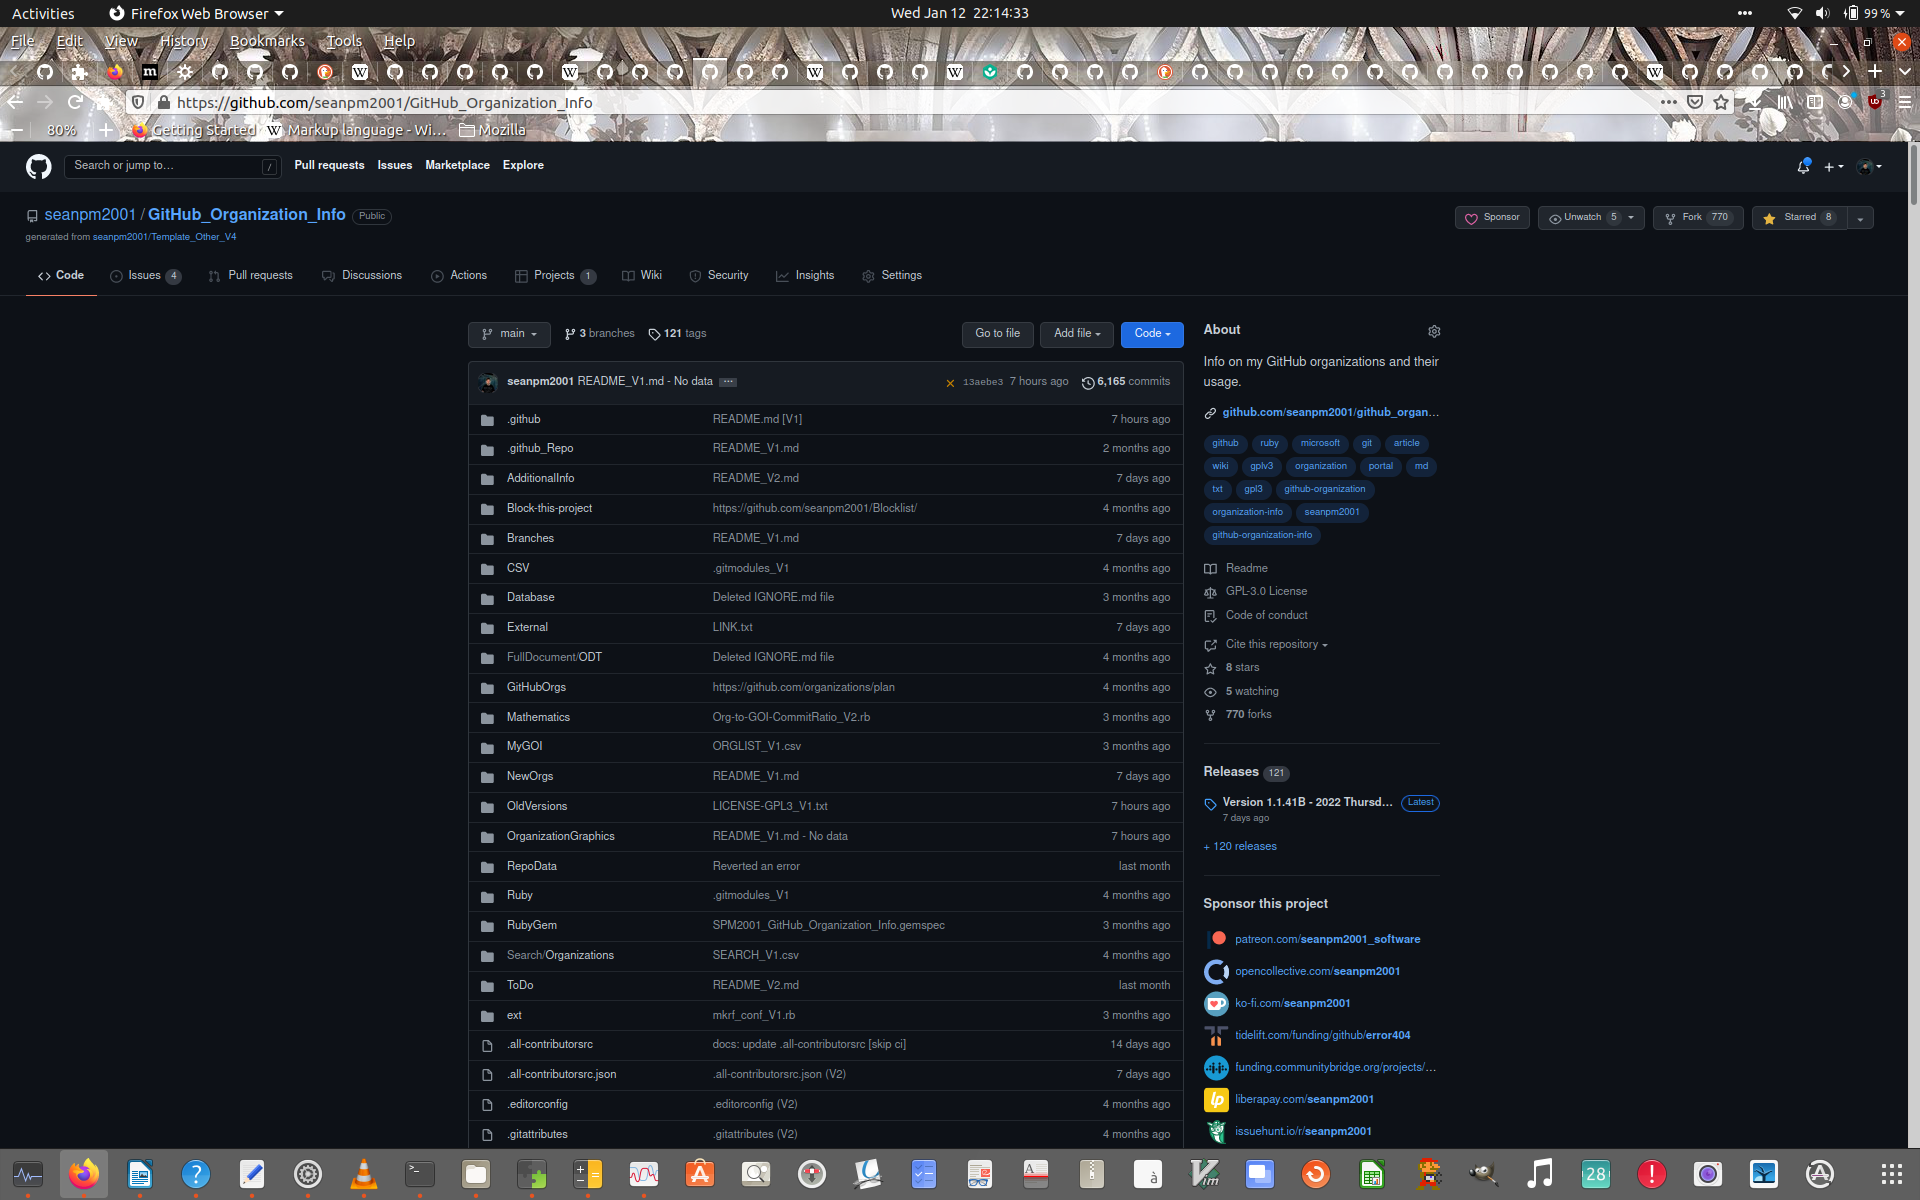 Activities Firefox Web Browser Wed Jan 12 22:14:33 99 %
File Edit View History Bookmarks Tools Help
https://github.com/seanpm2001/GitHub_Organization_Info 3
80% Getting Started Markup language - Wi… Mozilla
Search or jump to… / Pull requests Issues Marketplace Explore
seanpm2001 / GitHub_Organization_Info Public Sponsor Unwatch 5 Fork 770 Starred 8
generated from seanpm2001/Template_Other_V4
Code Issues 4 Pull requests Discussions Actions Projects 1 Wiki Security Insights Settings
main 3 branches 121 tags Go to file Add file Code
seanpm2001 README_V1.md - No data 13aebe3 7 hours ago 6,165 commits
.github README.md [V1] 7 hours ago
.github_Repo README_V1.md 2 months ago
AdditionalInfo README_V2.md 7 days ago
Block-this-project https://github.com/seanpm2001/Blocklist/ 4 months ago
Branches README_V1.md 7 days ago
CSV .gitmodules_V1 4 months ago
Database Deleted IGNORE.md file 3 months ago
External LINK.txt 7 days ago
FullDocument/ODT Deleted IGNORE.md file 4 months ago
GitHubOrgs https://github.com/organizations/plan 4 months ago
Mathematics Org-to-GOI-CommitRatio_V2.rb 3 months ago
MyGOI ORGLIST_V1.csv 3 months ago
NewOrgs README_V1.md 7 days ago
OldVersions LICENSE-GPL3_V1.txt 7 hours ago
OrganizationGraphics README_V1.md - No data 7 hours ago
RepoData Reverted an error last month
Ruby .gitmodules_V1 4 months ago
RubyGem SPM2001_GitHub_Organization_Info.gemspec 3 months ago
Search/Organizations SEARCH_V1.csv 4 months ago
ToDo README_V2.md last month
ext mkrf_conf_V1.rb 3 months ago
.all-contributorsrc docs: update .all-contributorsrc [skip ci] 14 days ago
.all-contributorsrc.json .all-contributorsrc.json (V2) 7 days ago
.editorconfig .editorconfig (V2) 4 months ago
.gitattributes .gitattributes (V2) 4 months ago
About
Info on my GitHub organizations and their
usage.
github.com/seanpm2001/github_organ…
github ruby microsoft git article
wiki gplv3 organization portal md
txt gpl3 github-organization
organization-info seanpm2001
github-organization-info
Readme
GPL-3.0 License
Code of conduct
Cite this repository
8 stars
5 watching
770 forks
Releases 121
Version 1.1.41B - 2022 Thursd… Latest
7 days ago
+ 120 releases
Sponsor this project
patreon.com/seanpm2001_software
opencollective.com/seanpm2001
ko-fi.com/seanpm2001
tidelift.com/funding/github/error404
funding.communitybridge.org/projects/…
liberapay.com/seanpm2001
issuehunt.io/r/seanpm2001
28